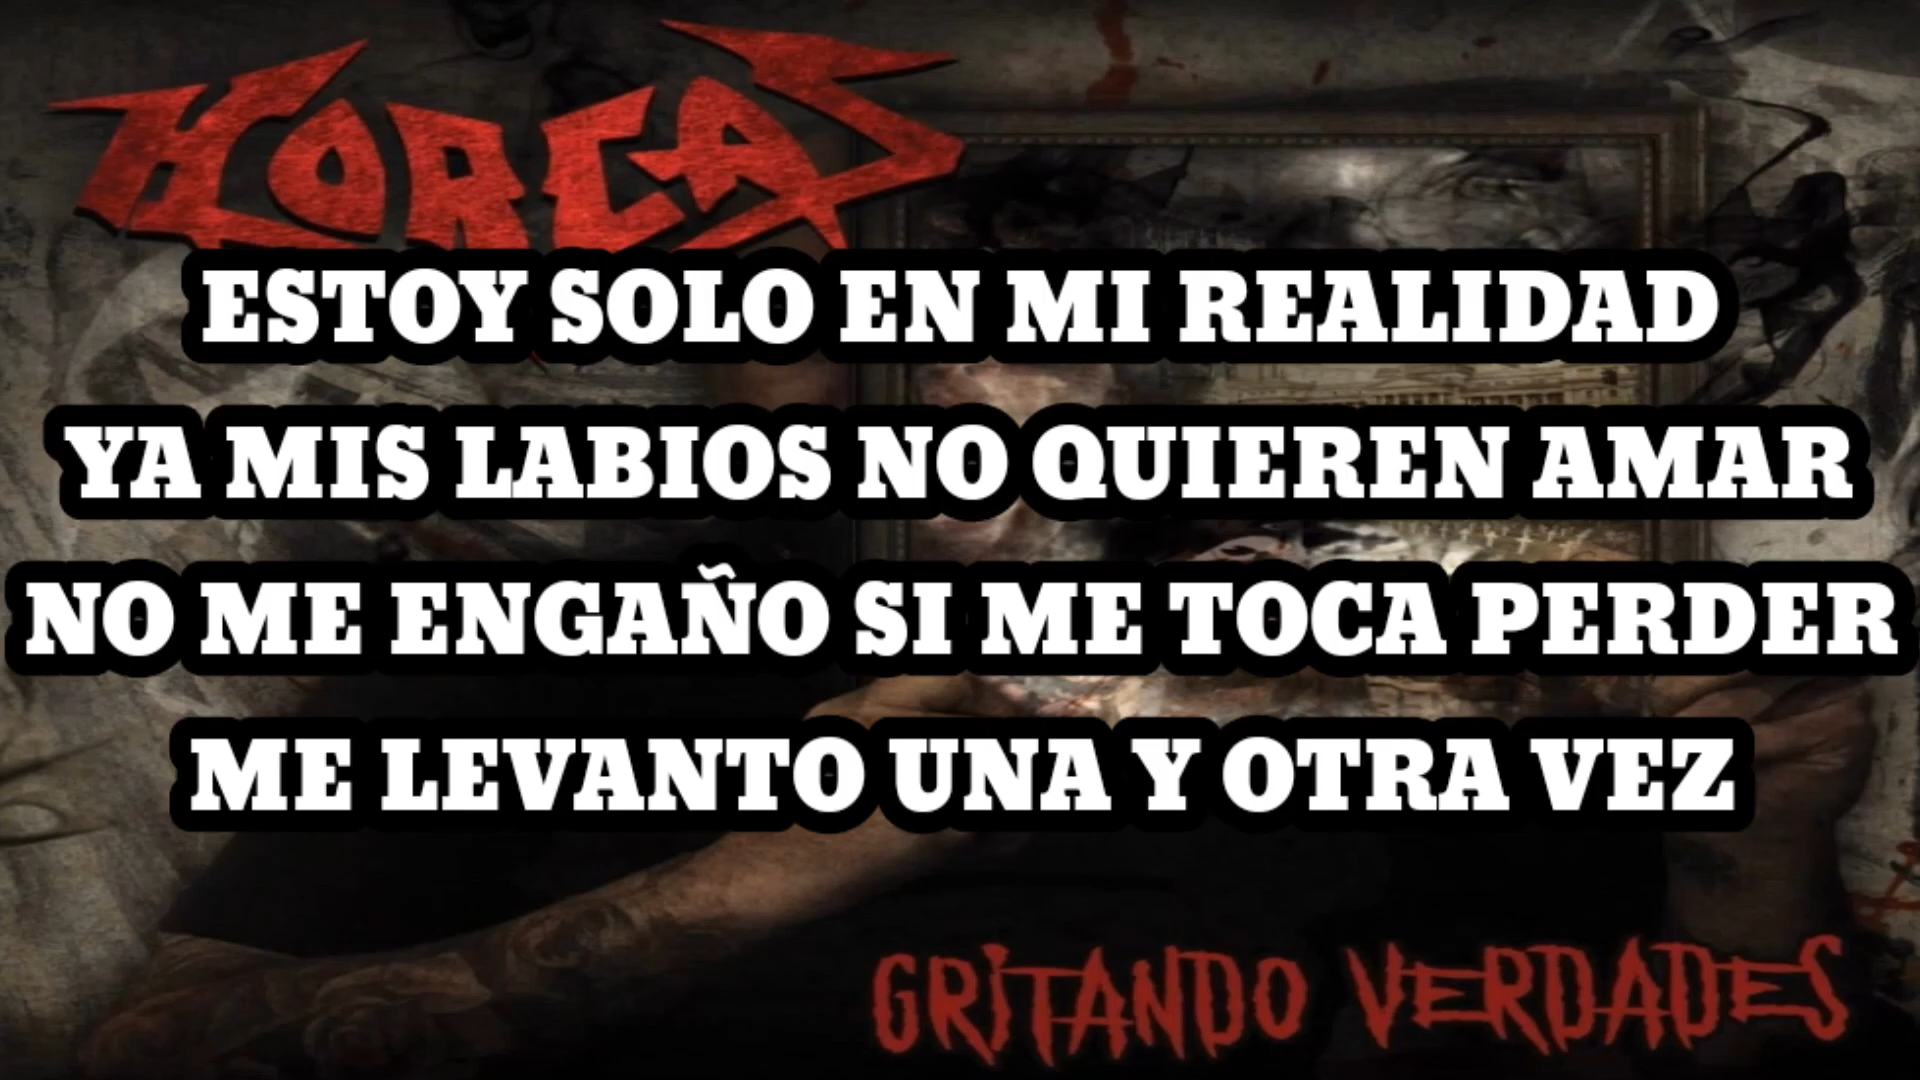 HORCAS
ESTOY SOLO EN MI REALIDAD
YA MIS LABIOS NO QUIEREN AMAR
NO ME ENGAÑO SI ME TOCA PERDER
ME LEVANTO UNA Y OTRA VEZ
GRITANDO VERDADES